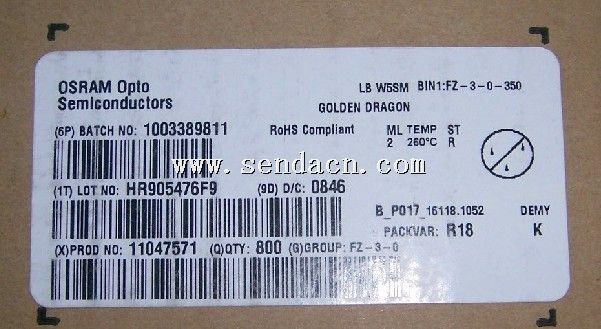 OSRAM Opto Semiconductors
LB W5SM BIN1:FZ-3-0-350
GOLDEN DRAGON
(6P) BATCH NO: 1003389811
RoHS Compliant
ML TEMP ST
2 260°C R
www.sendacn.com
(1T) LOT NO: HR905476F9 (9D) D/C: 0846
B_P017_16118.1052 DEMY
PACKVAR: R18 K
(X)PROD NO: 11047571 (Q)QTY: 800 (G)GROUP: FZ-3-0